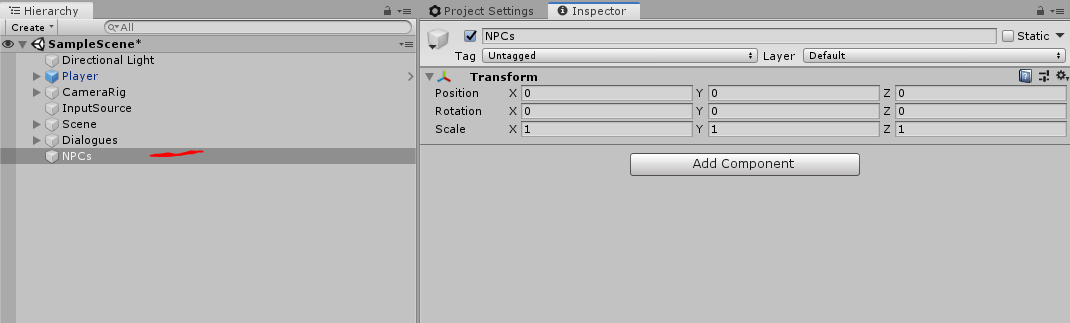 Hierarchy
Create
All
SampleScene*
Directional Light
Player
CameraRig
InputSource
Scene
Dialogues
NPCs
Project Settings
Inspector
NPCs
Static
Tag Untagged Layer Default
Transform
Position X 0 Y 0 Z 0
Rotation X 0 Y 0 Z 0
Scale X 1 Y 1 Z 1
Add Component